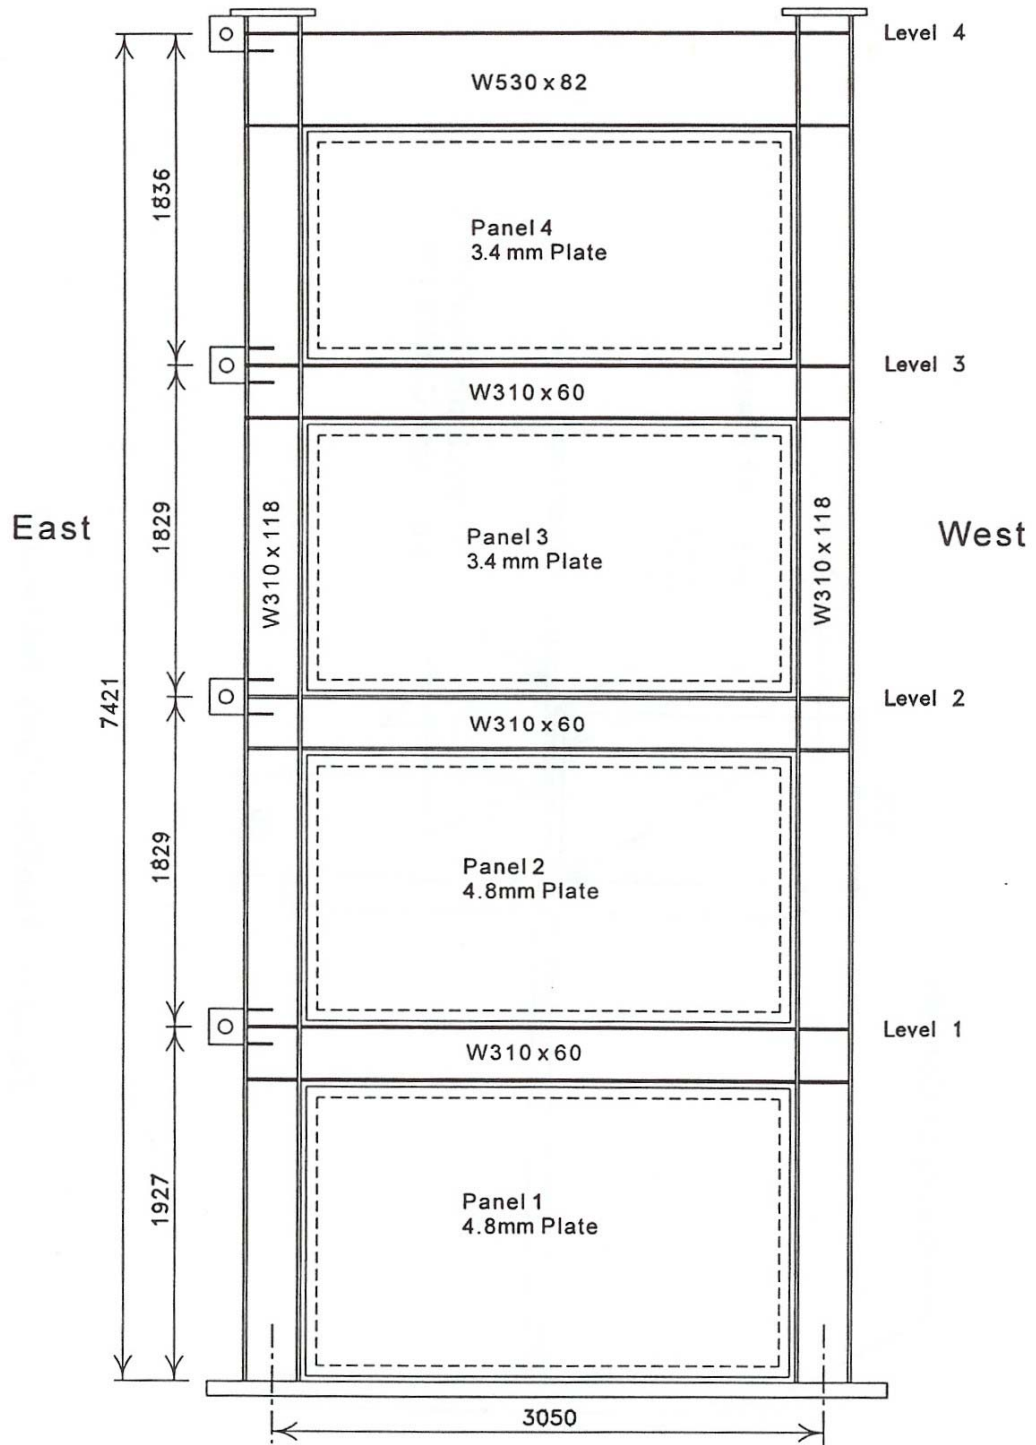 Level 4
W530 x 82
1836
Panel 4
3.4 mm Plate
Level 3
W310 x 60
East
1829
W310 x 118
Panel 3
3.4 mm Plate
W310 x 118
West
7421
Level 2
W310 x 60
1829
Panel 2
4.8mm Plate
Level 1
W310 x 60
1927
Panel 1
4.8mm Plate
3050